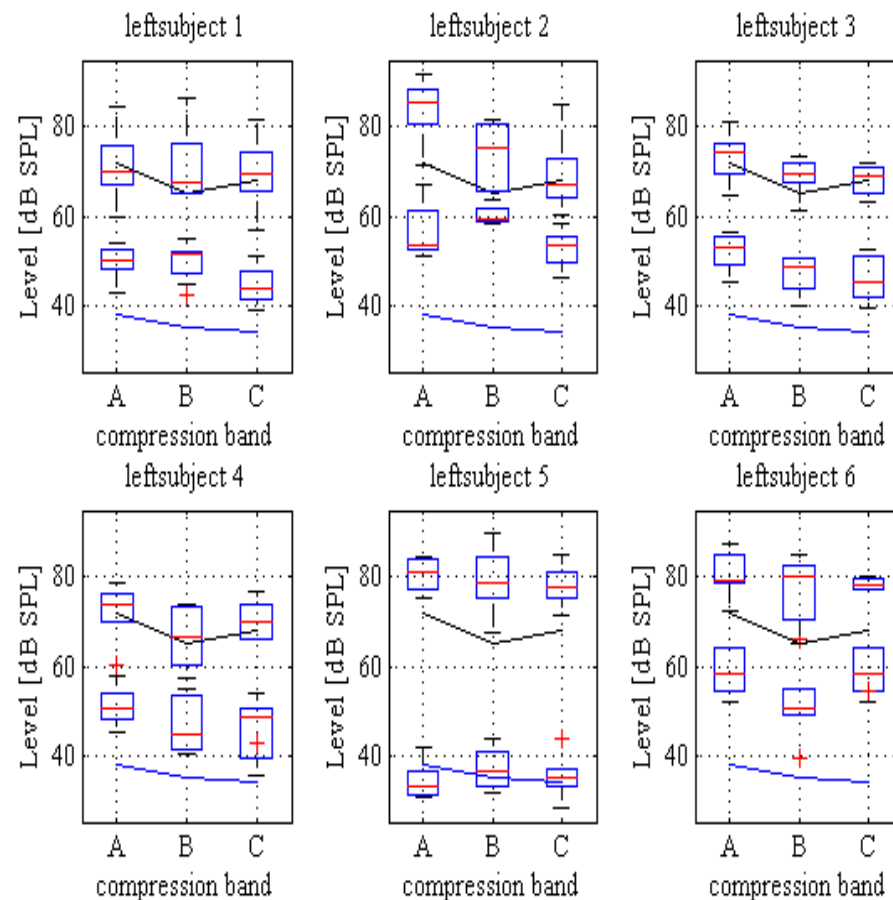 leftsubject 1
leftsubject 2
leftsubject 3
Level [dB SPL]
80
60
40
A B C
compression band
Level [dB SPL]
80
60
40
A B C
compression band
Level [dB SPL]
80
60
40
A B C
compression band
leftsubject 4
leftsubject 5
leftsubject 6
Level [dB SPL]
80
60
40
A B C
compression band
Level [dB SPL]
80
60
40
A B C
compression band
Level [dB SPL]
80
60
40
A B C
compression band